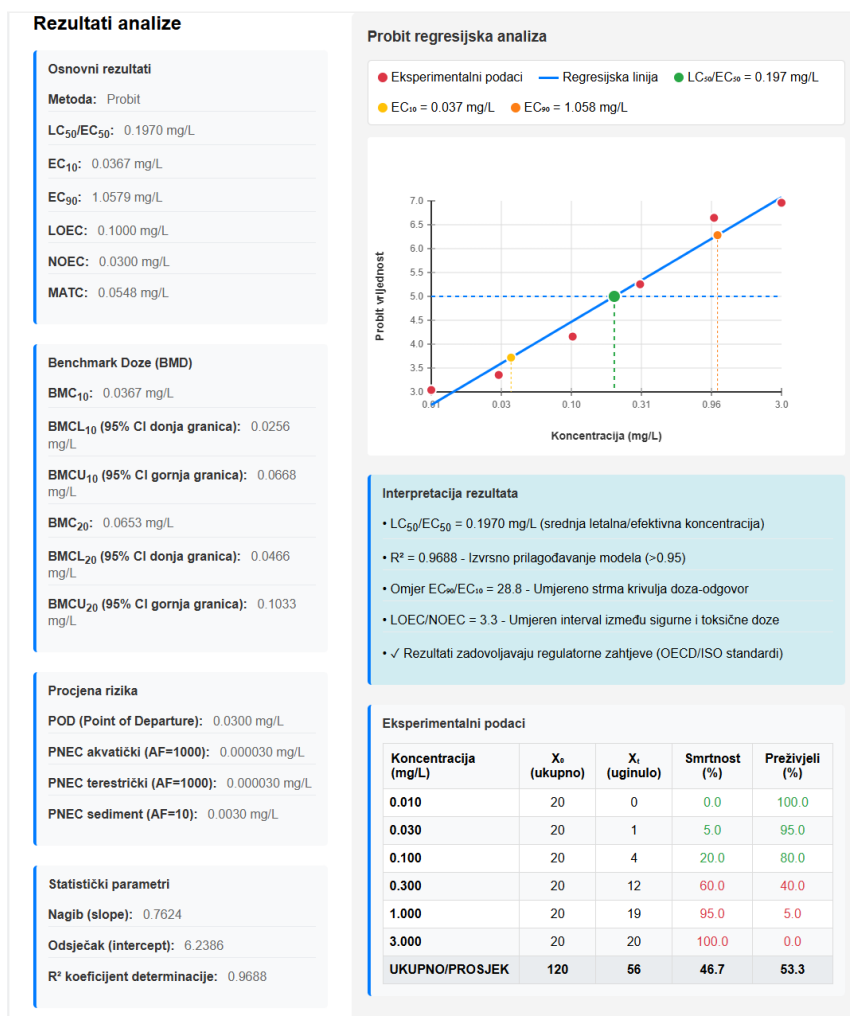 Rezultati analize
Osnovni rezultati
Metoda: Probit
LC₅₀/EC₅₀: 0.1970 mg/L
EC₁₀: 0.0367 mg/L
EC₉₀: 1.0579 mg/L
LOEC: 0.1000 mg/L
NOEC: 0.0300 mg/L
MATC: 0.0548 mg/L
Benchmark Doze (BMD)
BMC₁₀: 0.0367 mg/L
BMCL₁₀ (95% CI donja granica): 0.0256
mg/L
BMCU₁₀ (95% CI gornja granica): 0.0668
mg/L
BMC₂₀: 0.0653 mg/L
BMCL₂₀ (95% CI donja granica): 0.0466
mg/L
BMCU₂₀ (95% CI gornja granica): 0.1033
mg/L
Procjena rizika
POD (Point of Departure): 0.0300 mg/L
PNEC akvatički (AF=1000): 0.000030 mg/L
PNEC terestrički (AF=1000): 0.000030 mg/L
PNEC sediment (AF=10): 0.0030 mg/L
Statistički parametri
Nagib (slope): 0.7624
Odsječak (intercept): 6.2386
R² koeficijent determinacije: 0.9688
Probit regresijska analiza
Eksperimentalni podaci Regresijska linija LC₅₀/EC₅₀ = 0.197 mg/L
EC₁₀ = 0.037 mg/L EC₉₀ = 1.058 mg/L
Probit vrijednost
7.0
6.5
6.0
5.5
5.0
4.5
4.0
3.5
3.0
0.01 0.03 0.10 0.31 0.96 3.0
Koncentracija (mg/L)
Interpretacija rezultata
• LC₅₀/EC₅₀ = 0.1970 mg/L (srednja letalna/efektivna koncentracija)
• R² = 0.9688 - Izvrsno prilagođavanje modela (>0.95)
• Omjer EC₉₀/EC₁₀ = 28.8 - Umjereno strma krivulja doza-odgovor
• LOEC/NOEC = 3.3 - Umjeren interval između sigurne i toksične doze
• ✓ Rezultati zadovoljavaju regulatorne zahtjeve (OECD/ISO standardi)
Eksperimentalni podaci
Koncentracija (mg/L) X₀ (ukupno) Xₜ (uginulo) Smrtnost (%) Preživjeli (%)
0.010 20 0 0.0 100.0
0.030 20 1 5.0 95.0
0.100 20 4 20.0 80.0
0.300 20 12 60.0 40.0
1.000 20 19 95.0 5.0
3.000 20 20 100.0 0.0
UKUPNO/PROSJEK 120 56 46.7 53.3